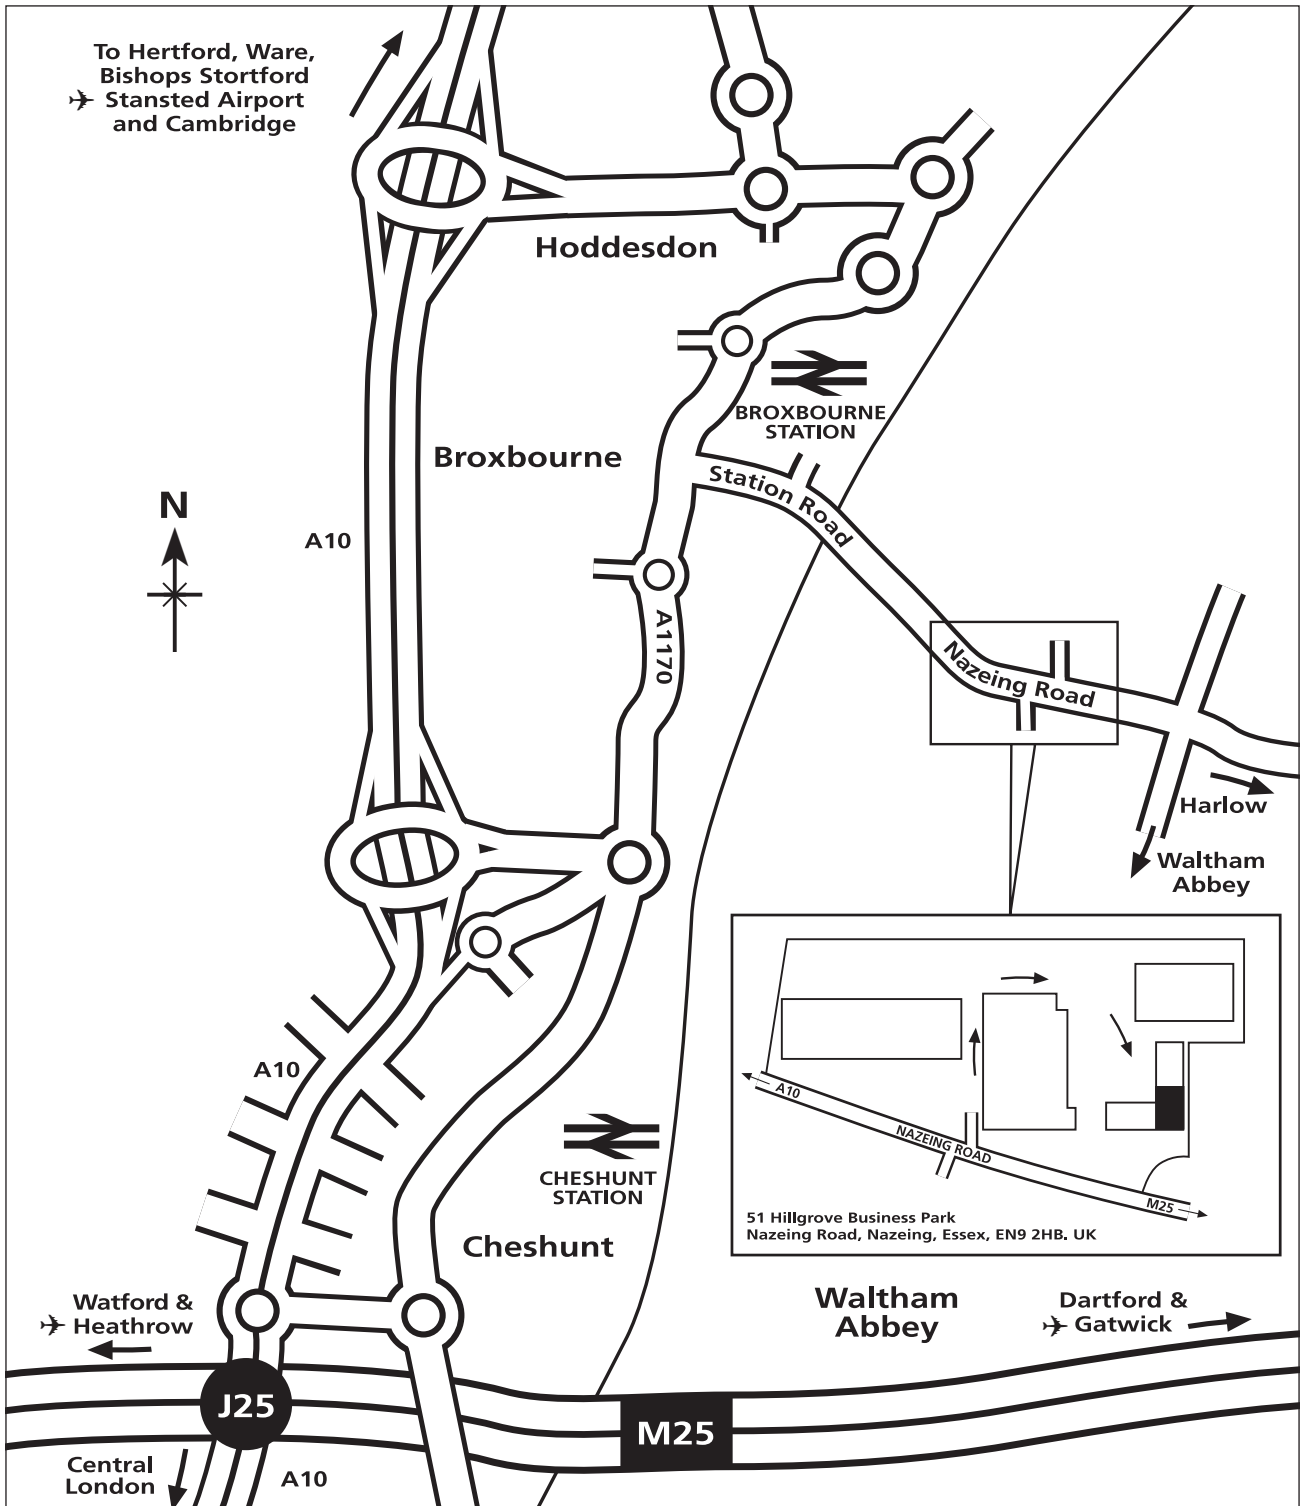 To Hertford, Ware,
Bishops Stortford
Stansted Airport
and Cambridge
Hoddesdon
BROXBOURNE
STATION
Broxbourne
Station Road
N
A10
A1170
Nazeing Road
Harlow
Waltham
Abbey
A10
CHESHUNT
STATION
Cheshunt
A10
NAZEING ROAD
M25
51 Hillgrove Business Park
Nazeing Road, Nazeing, Essex, EN9 2HB. UK
Watford &
Heathrow
Waltham
Abbey
Dartford &
Gatwick
J25
M25
Central
London
A10